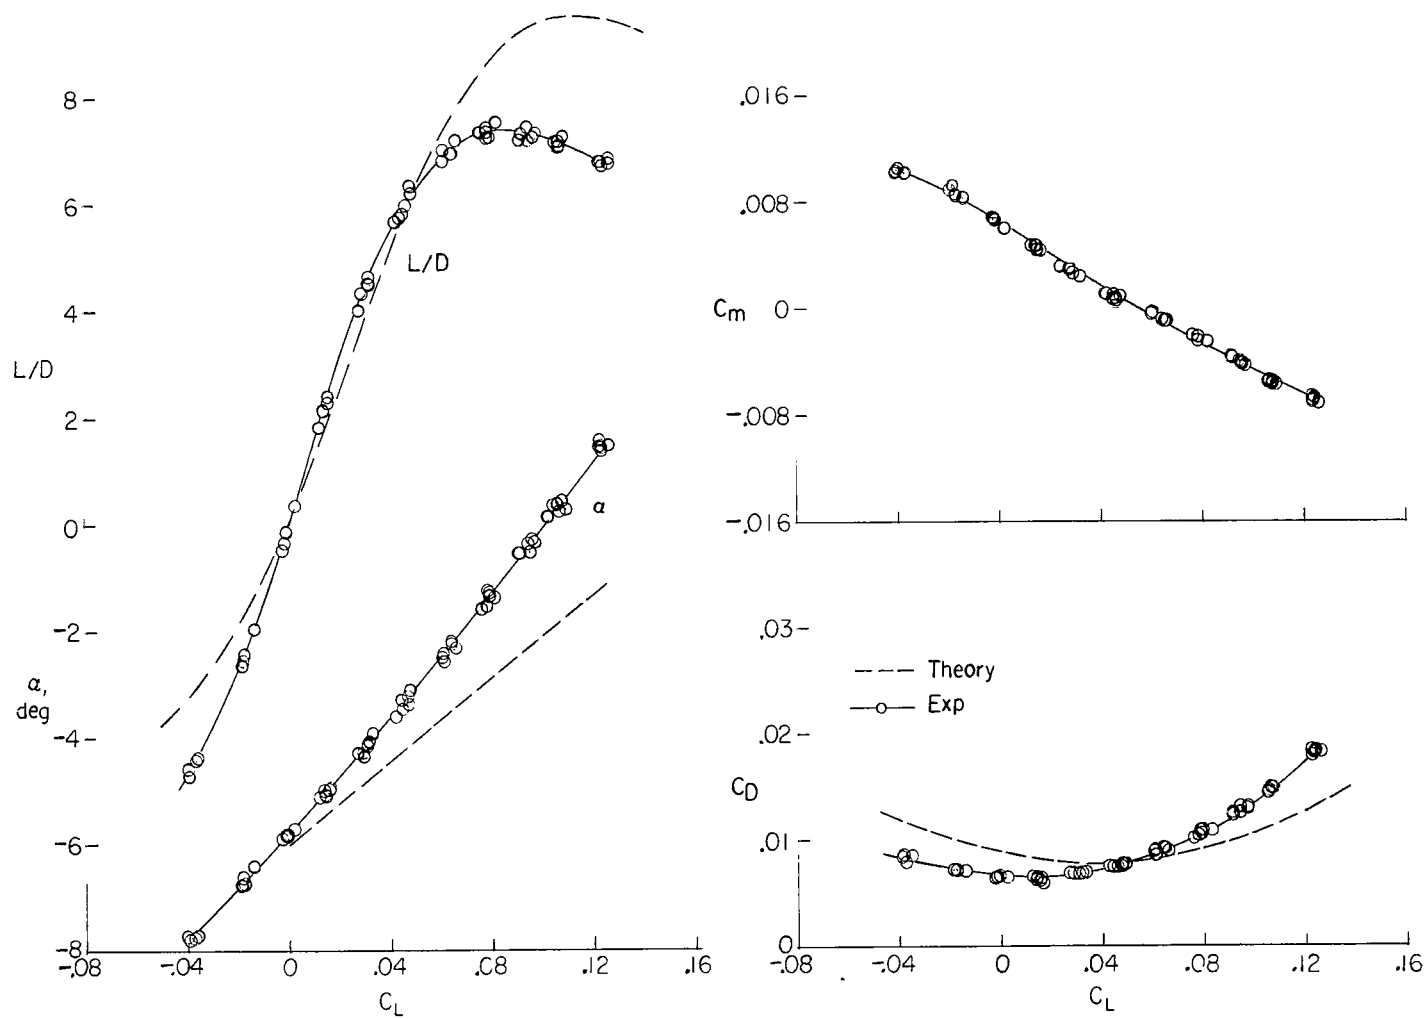 8
6
4
L/D
L/D
2
0
α
-2
α,
deg
-4
-6
-8
-.08 -.04 0 .04 .08 .12 .16
C_L
.016
.008
C_m 0
-.008
-.016
.03
Theory
Exp
.02
C_D
.01
0
-.08 -.04 0 .04 .08 .12 .16
C_L